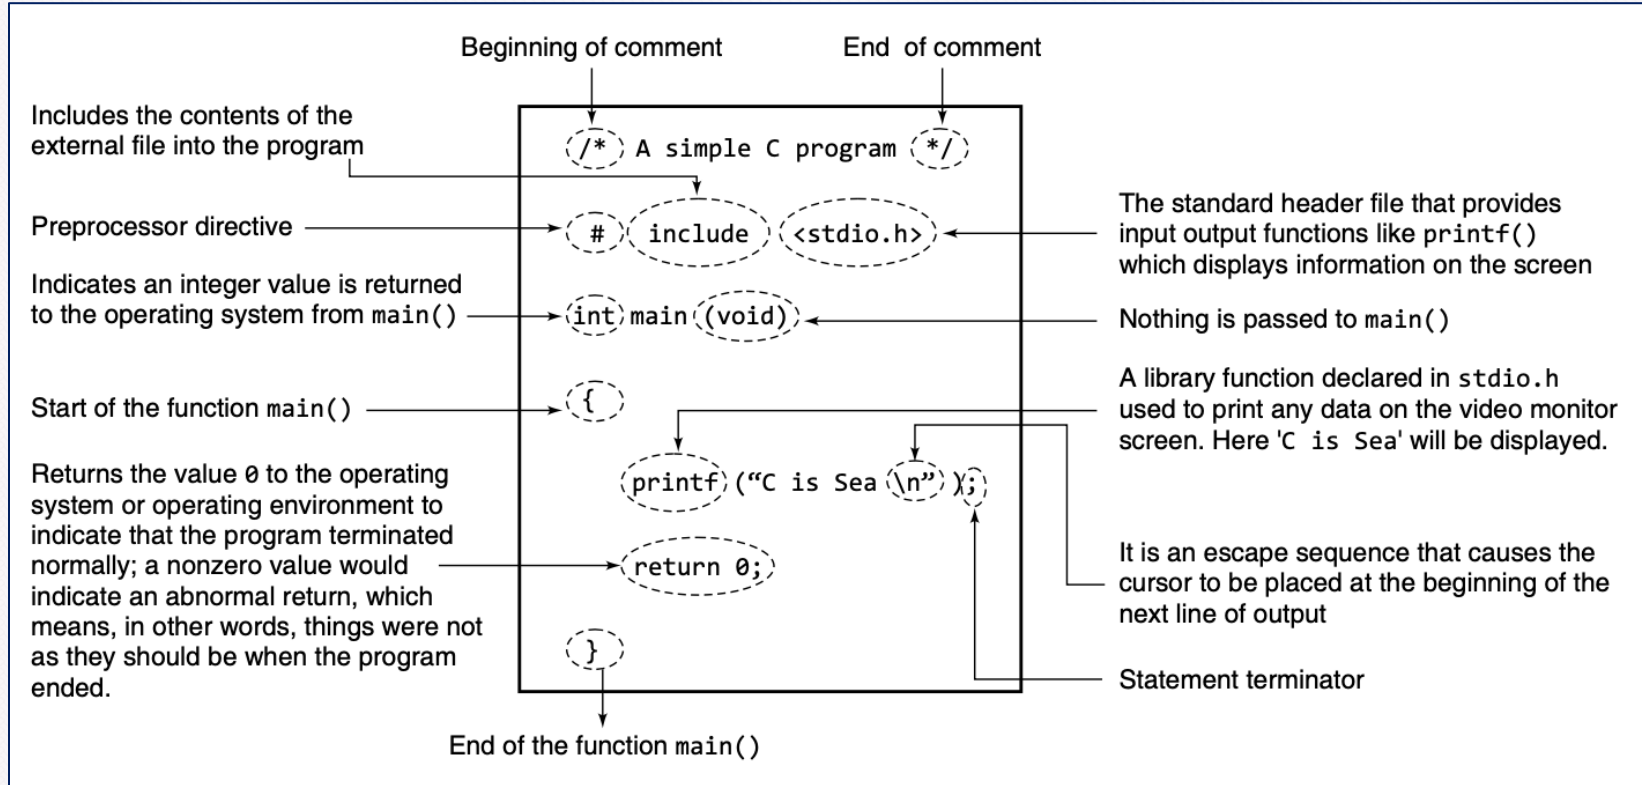 Beginning of comment
End of comment
Includes the contents of the
external file into the program
/* A simple C program */
Preprocessor directive
# include <stdio.h>
The standard header file that provides
input output functions like printf()
which displays information on the screen
Indicates an integer value is returned
to the operating system from main()
int main (void)
Nothing is passed to main()
Start of the function main()
{
A library function declared in stdio.h
used to print any data on the video monitor
screen. Here 'C is Sea' will be displayed.
Returns the value 0 to the operating
system or operating environment to
indicate that the program terminated
normally; a nonzero value would
indicate an abnormal return, which
means, in other words, things were not
as they should be when the program
ended.
printf (“C is Sea \n” );
return 0;
It is an escape sequence that causes the
cursor to be placed at the beginning of the
next line of output
}
Statement terminator
End of the function main()